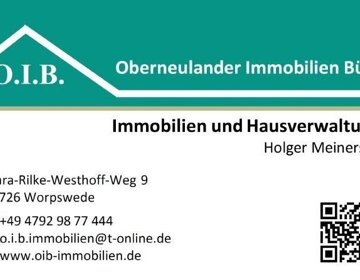 O.I.B.
Oberneulander Immobilien Bü
Immobilien und Hausverwaltu
Holger Meiners
ara-Rilke-Westhoff-Weg 9
726 Worpswede
+49 4792 98 77 444
o.i.b.immobilien@t-online.de
www.oib-immobilien.de